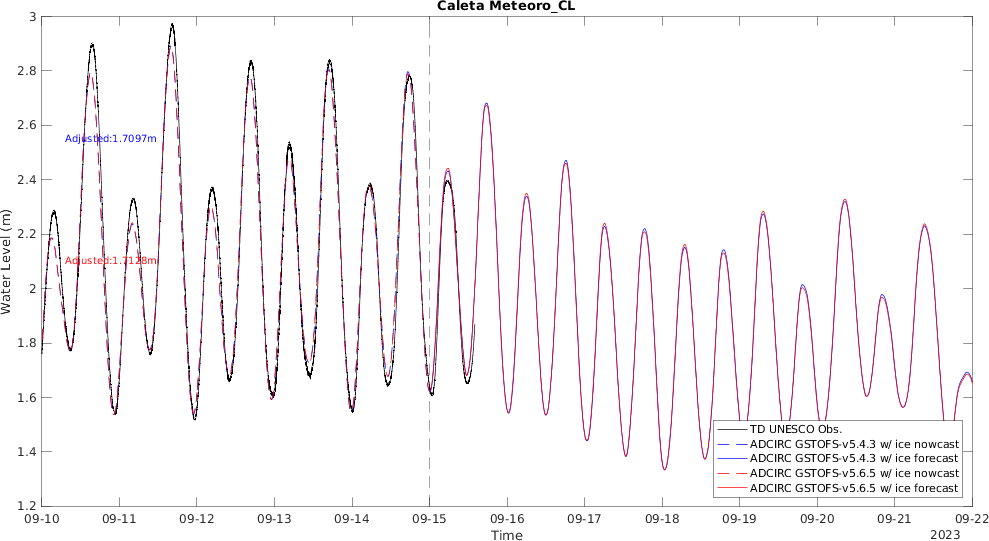 Caleta Meteoro_CL
3
2.8
2.6
2.4
2.2
2
1.8
1.6
1.4
1.2
Water Level (m)
Adjusted:1.7097m
Adjusted:1.7128m
TD UNESCO Obs.
ADCIRC GSTOFS-v5.4.3 w/ ice nowcast
ADCIRC GSTOFS-v5.4.3 w/ ice forecast
ADCIRC GSTOFS-v5.6.5 w/ ice nowcast
ADCIRC GSTOFS-v5.6.5 w/ ice forecast
09-10 09-11 09-12 09-13 09-14 09-15 09-16 09-17 09-18 09-19 09-20 09-21 09-22
Time
2023